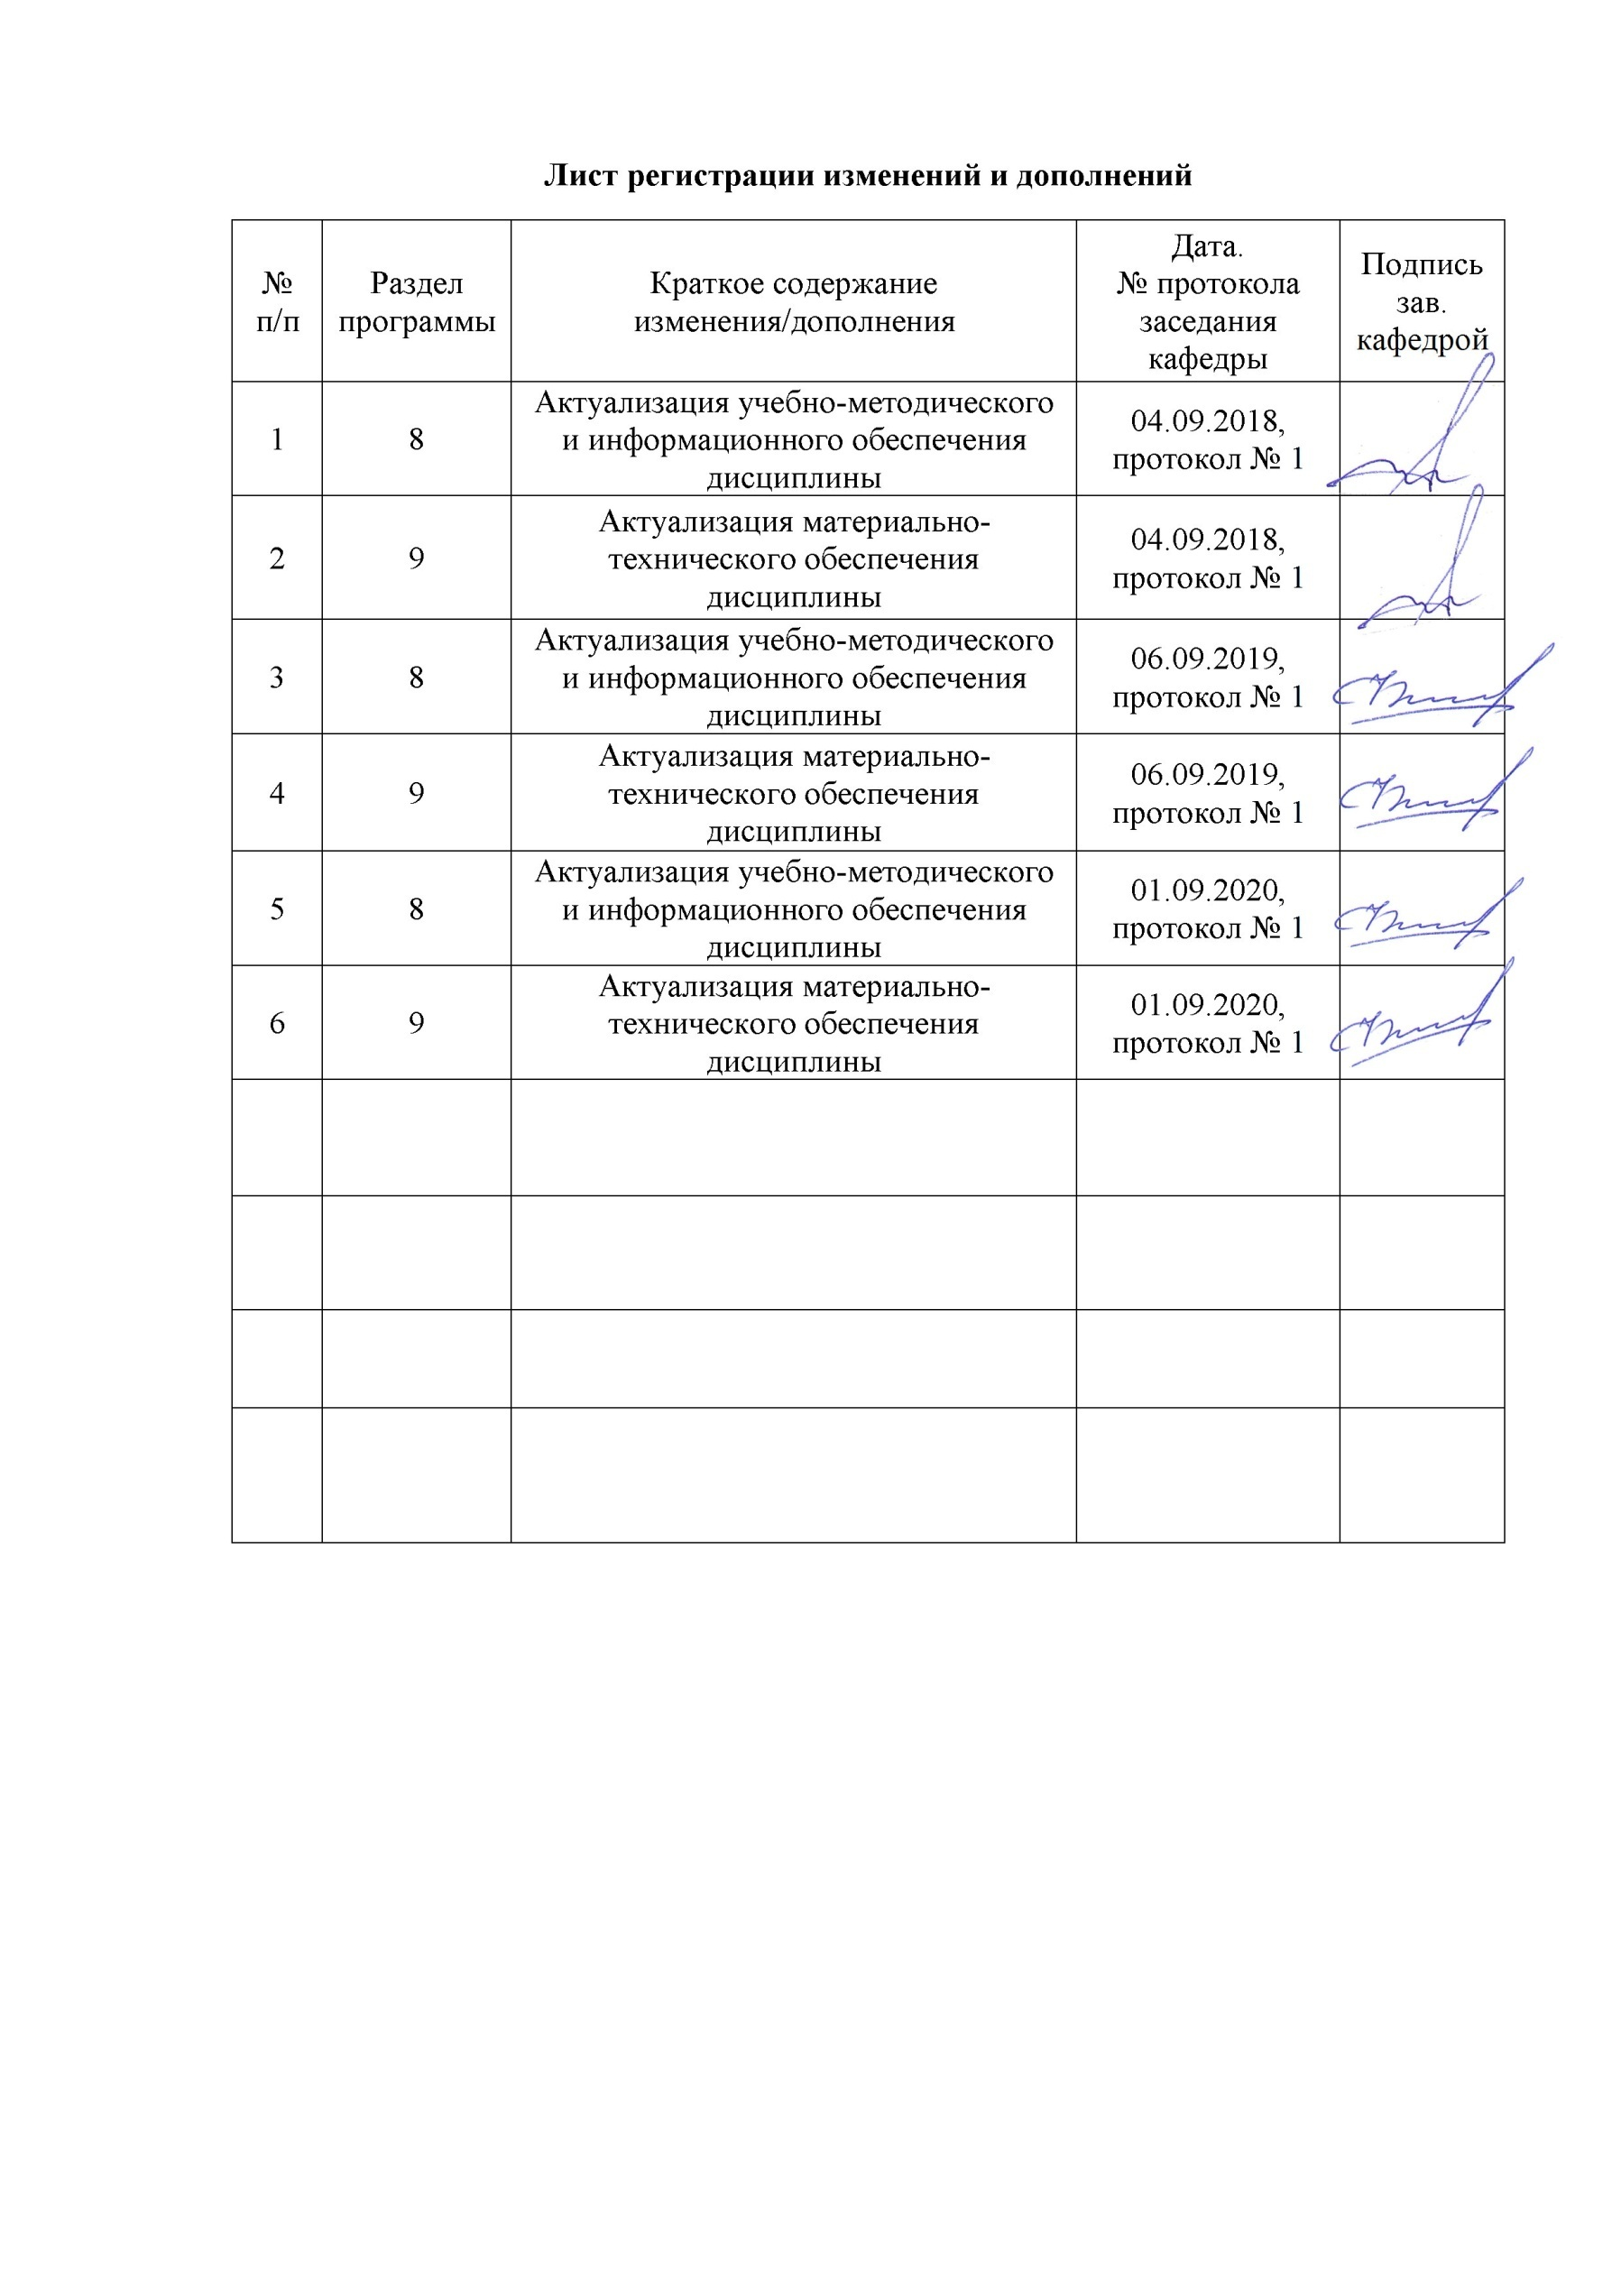 Лист регистрации изменений и дополнений
№
п/п
Раздел
программы
Краткое содержание
изменения/дополнения
Дата.
№ протокола
заседания
кафедры
Подпись
зав.
кафедрой
1
8
Актуализация учебно-методического
и информационного обеспечения
дисциплины
04.09.2018,
протокол № 1
2
9
Актуализация материально-
технического обеспечения
дисциплины
04.09.2018,
протокол № 1
3
8
Актуализация учебно-методического
и информационного обеспечения
дисциплины
06.09.2019,
протокол № 1
4
9
Актуализация материально-
технического обеспечения
дисциплины
06.09.2019,
протокол № 1
5
8
Актуализация учебно-методического
и информационного обеспечения
дисциплины
01.09.2020,
протокол № 1
6
9
Актуализация материально-
технического обеспечения
дисциплины
01.09.2020,
протокол № 1